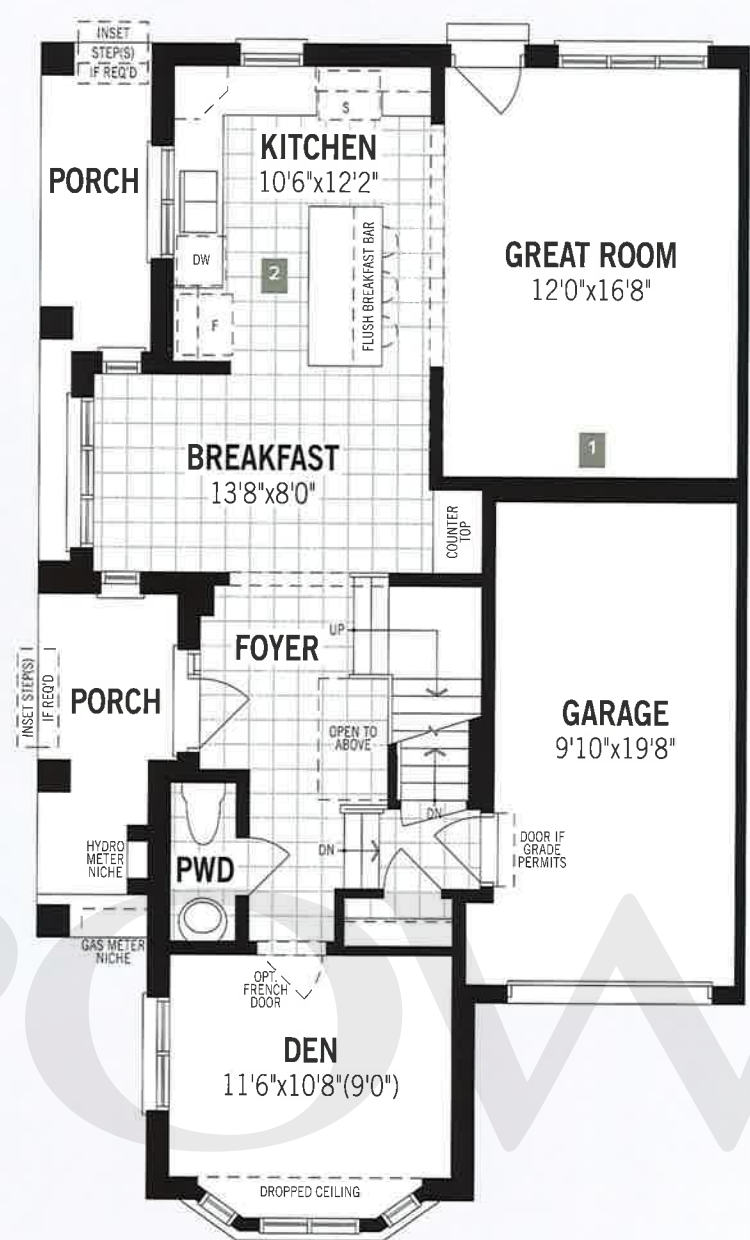 INSET
STEP(S)
IF REQ'D
PORCH
KITCHEN
10'6"x12'2"
S
DW
F
2
FLUSH BREAKFAST BAR
GREAT ROOM
12'0"x16'8"
1
BREAKFAST
13'8"x8'0"
COUNTER
TOP
FOYER
UP
INSET STEP(S)
IF REQ'D
PORCH
OPEN TO
ABOVE
GARAGE
9'10"x19'8"
DN
DN
DOOR IF
GRADE
PERMITS
HYDRO
METER
NICHE
PWD
GAS METER
NICHE
OPT.
FRENCH
DOOR
DEN
11'6"x10'8"(9'0")
DROPPED CEILING